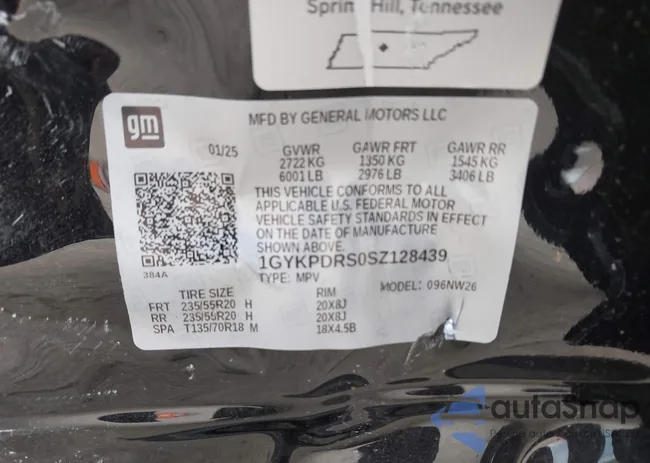 Spring Hill, Tennessee
gm
MFD BY GENERAL MOTORS LLC
01/25
GVWR GAWR FRT GAWR RR
2722 KG 1350 KG 1545 KG
6001 LB 2976 LB 3406 LB
THIS VEHICLE CONFORMS TO ALL
APPLICABLE U.S. FEDERAL MOTOR
VEHICLE SAFETY STANDARDS IN EFFECT
ON THE DATE OF MANUFACTURE
SHOWN ABOVE.
384A
1GYKPDRS0SZ128439
TYPE: MPV MODEL: 096NW26
TIRE SIZE RIM
FRT 235/55R20 H 20X8J
RR 235/55R20 H 20X8J
SPA T135/70R18 M 18X4.5B
autoSnap